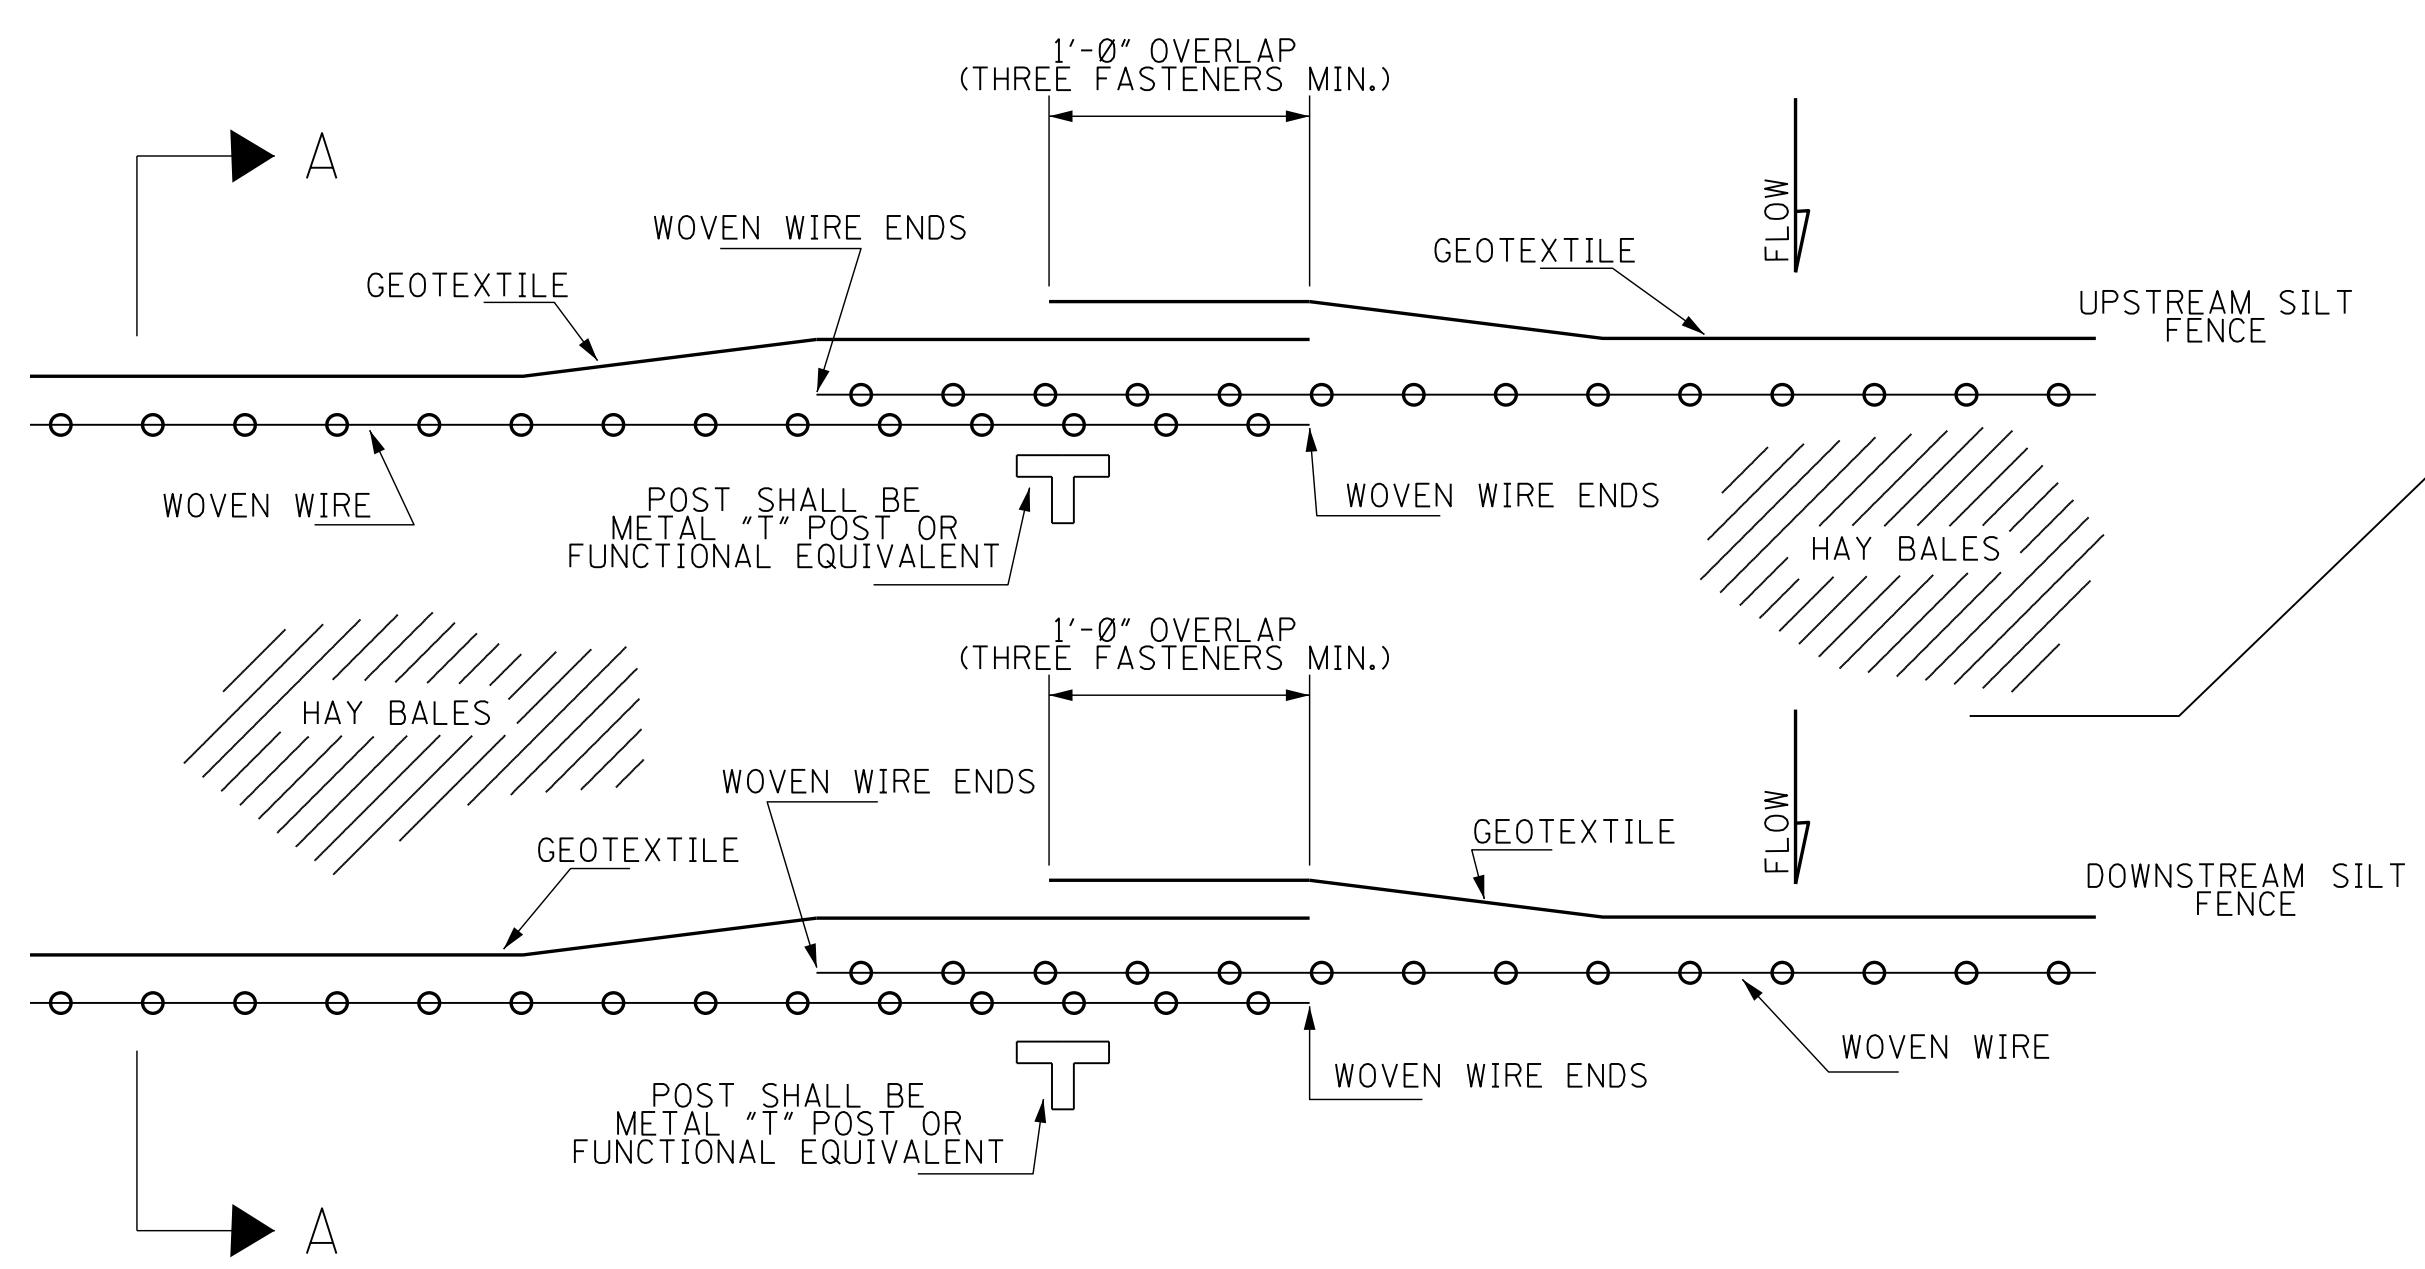 1'-0" OVERLAP
(THREE FASTENERS MIN.)
A
WOVEN WIRE ENDS
FLOW
GEOTEXTILE
GEOTEXTILE
UPSTREAM SILT
FENCE
WOVEN WIRE
POST SHALL BE
METAL "T" POST OR
FUNCTIONAL EQUIVALENT
WOVEN WIRE ENDS
HAY BALES
1'-0" OVERLAP
(THREE FASTENERS MIN.)
HAY BALES
WOVEN WIRE ENDS
GEOTEXTILE
GEOTEXTILE
FLOW
DOWNSTREAM SILT
FENCE
WOVEN WIRE
WOVEN WIRE ENDS
POST SHALL BE
METAL "T" POST OR
FUNCTIONAL EQUIVALENT
A